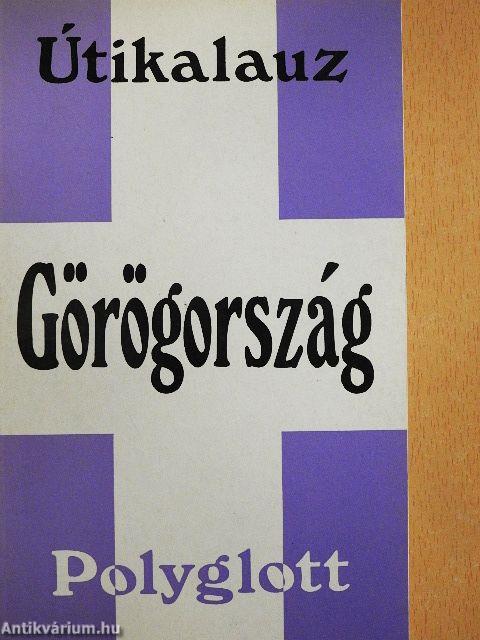 Útikalauz
Görögország
Polyglott
Antikvárium.hu